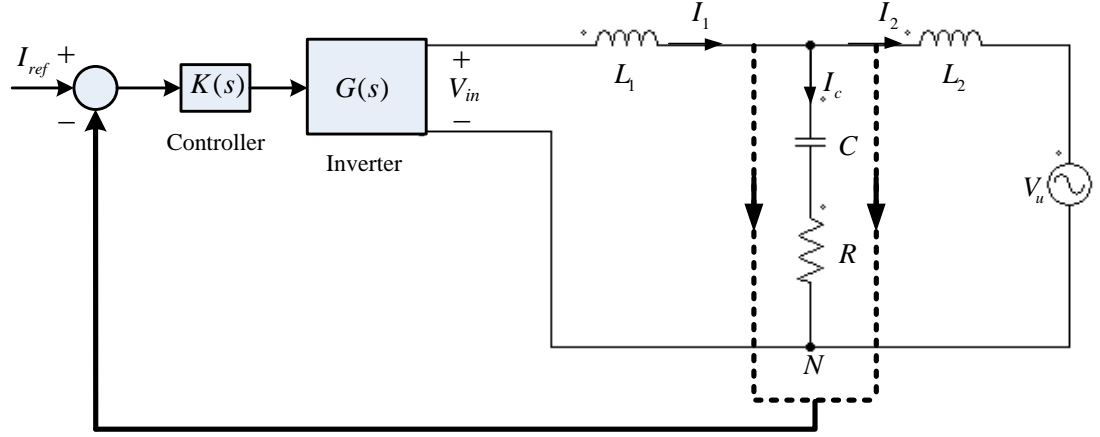 I_ref
+
−
K(s)
Controller
G(s)
Inverter
+
V_in
−
I_1
L_1
I_c
C
R
N
I_2
L_2
V_u